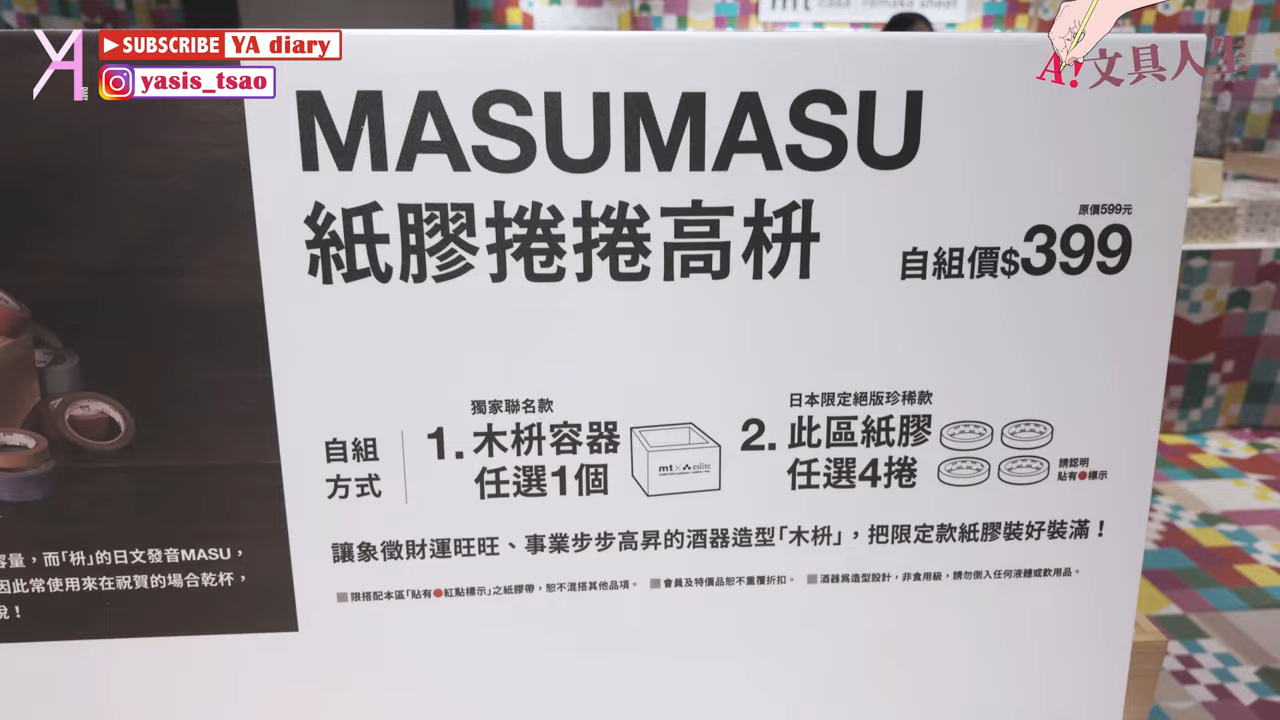 mt casa remake sheet
SUBSCRIBE YA diary
yasis_tsao
YA
DIARY
A!文具人生
MASUMASU
紙膠捲捲高枡
原價599元
自組價$399
自組
方式
獨家聯名款
1. 木枡容器
任選1個
mt × eslite
日本限定絕版珍稀款
2. 此區紙膠
任選4捲
請認明
貼有●標示
讓象徵財運旺旺、事業步步高昇的酒器造型「木枡」，把限定款紙膠裝好裝滿！
限搭配本區「貼有●紅點標示」之紙膠帶，恕不混搭其他品項。 會員及特價品恕不重覆折扣。 酒器為造型設計，非食用級，請勿倒入任何液體或飲用品。
容量，而「枡」的日文發音MASU，
因此常使用來在祝賀的場合乾杯，
說！